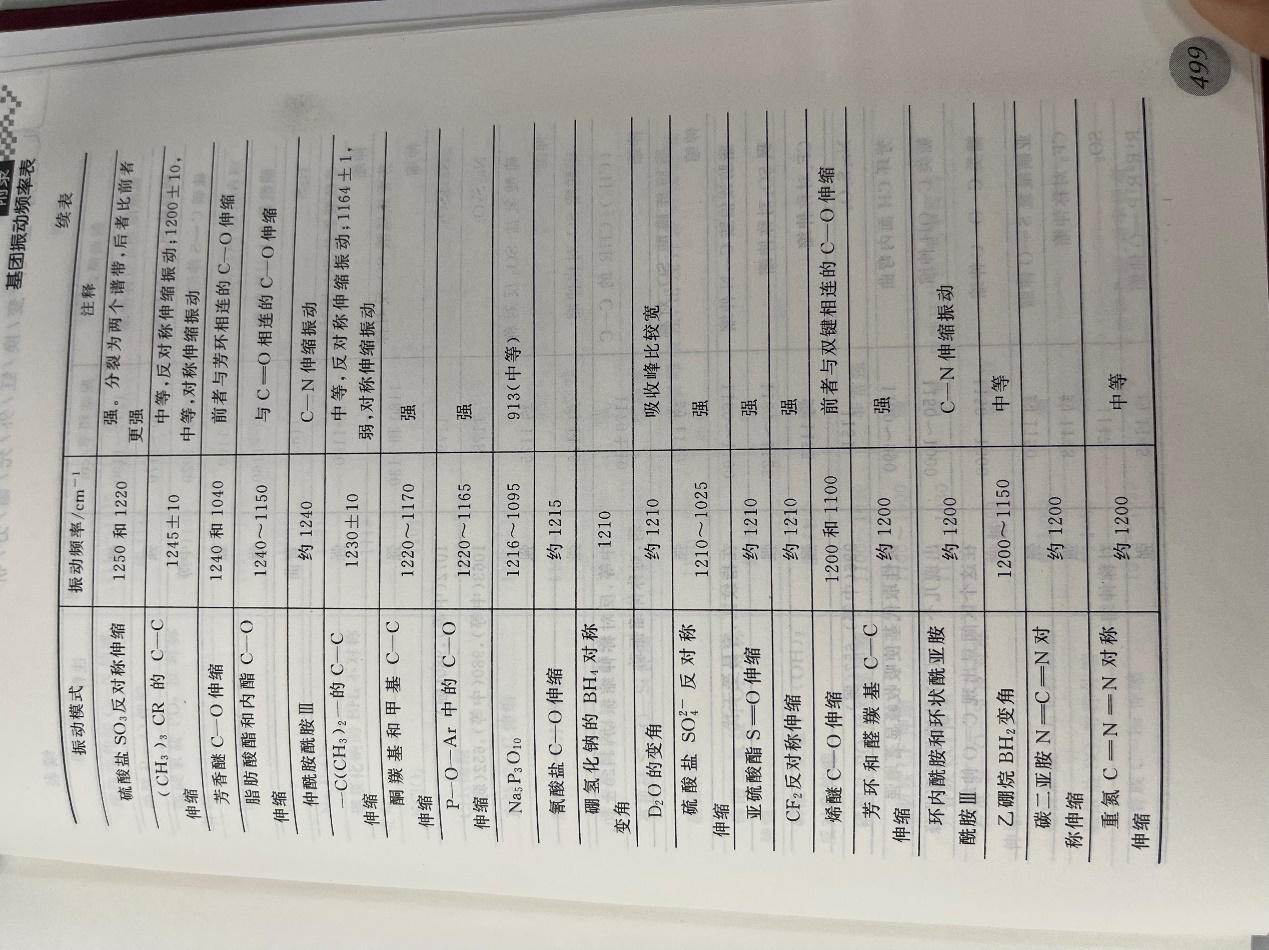 附录
基团振动频率表
续表
振动模式 振动频率/cm⁻¹ 注释
硫酸盐 SO₃反对称伸缩 1250 和 1220 强。分裂为两个谱带,后者比前者
更强
(CH₃)₃CR 的 C—C 1245±10 中等,反对称伸缩振动;1200±10,
伸缩 中等,对称伸缩振动
芳香醚 C—O 伸缩 1240 和 1040 前者与芳环相连的 C—O 伸缩
脂肪酸酯和内酯 C—O 1240～1150 与 C═O 相连的 C—O 伸缩
伸缩
仲酰胺酰胺Ⅲ 约 1240 C—N 伸缩振动
—C(CH₃)₂—的 C—C 1230±10 中等,反对称伸缩振动;1164±1,
伸缩 弱,对称伸缩振动
酮羰基和甲基 C—C 1220～1170 强
伸缩
P—O—Ar 中的 C—O 1220～1165 强
伸缩
Na₅P₃O₁₀ 1216～1095 913(中等)
氰酸盐 C—O 伸缩 约 1215
硼氢化钠的 BH₄ 对称 1210
变角
D₂O 的变角 约 1210 吸收峰比较宽
硫酸盐 SO₄²⁻ 反对称 1210～1025 强
伸缩
亚硫酸酯 S═O 伸缩 约 1210 强
CF₂反对称伸缩 约 1210 强
烯醚 C—O 伸缩 1200 和 1100 前者与双键相连的 C—O 伸缩
芳环和醛羰基 C—C 约 1200 强
伸缩
环内酰胺和环状酰亚胺 约 1200 C—N 伸缩振动
酰胺Ⅲ
乙硼烷 BH₂变角 1200～1150 中等
碳二亚胺 N═C═N 对 约 1200
称伸缩
重氮 C═N═N 对称 约 1200 中等
伸缩
499